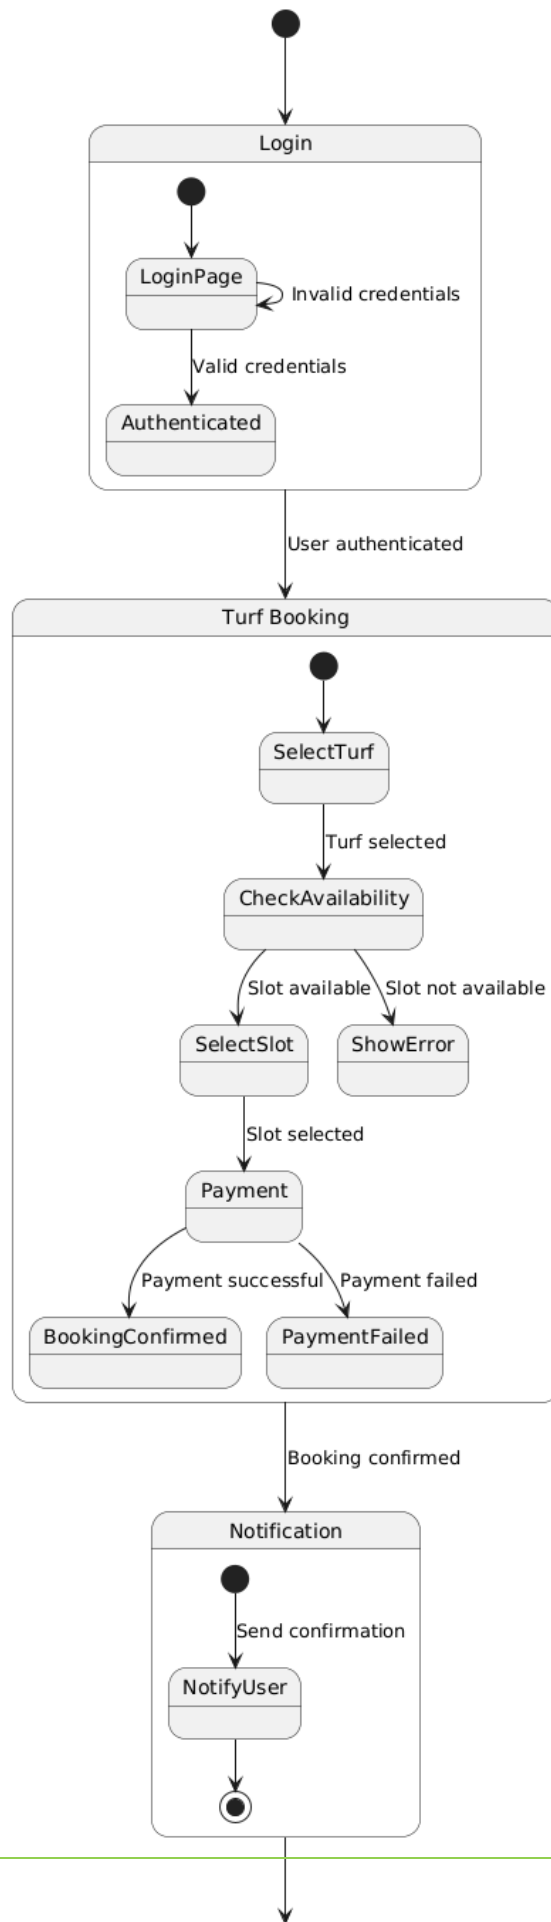 Login
LoginPage
Invalid credentials
Valid credentials
Authenticated
User authenticated
Turf Booking
SelectTurf
Turf selected
CheckAvailability
Slot available
Slot not available
SelectSlot
ShowError
Slot selected
Payment
Payment successful
Payment failed
BookingConfirmed
PaymentFailed
Booking confirmed
Notification
Send confirmation
NotifyUser